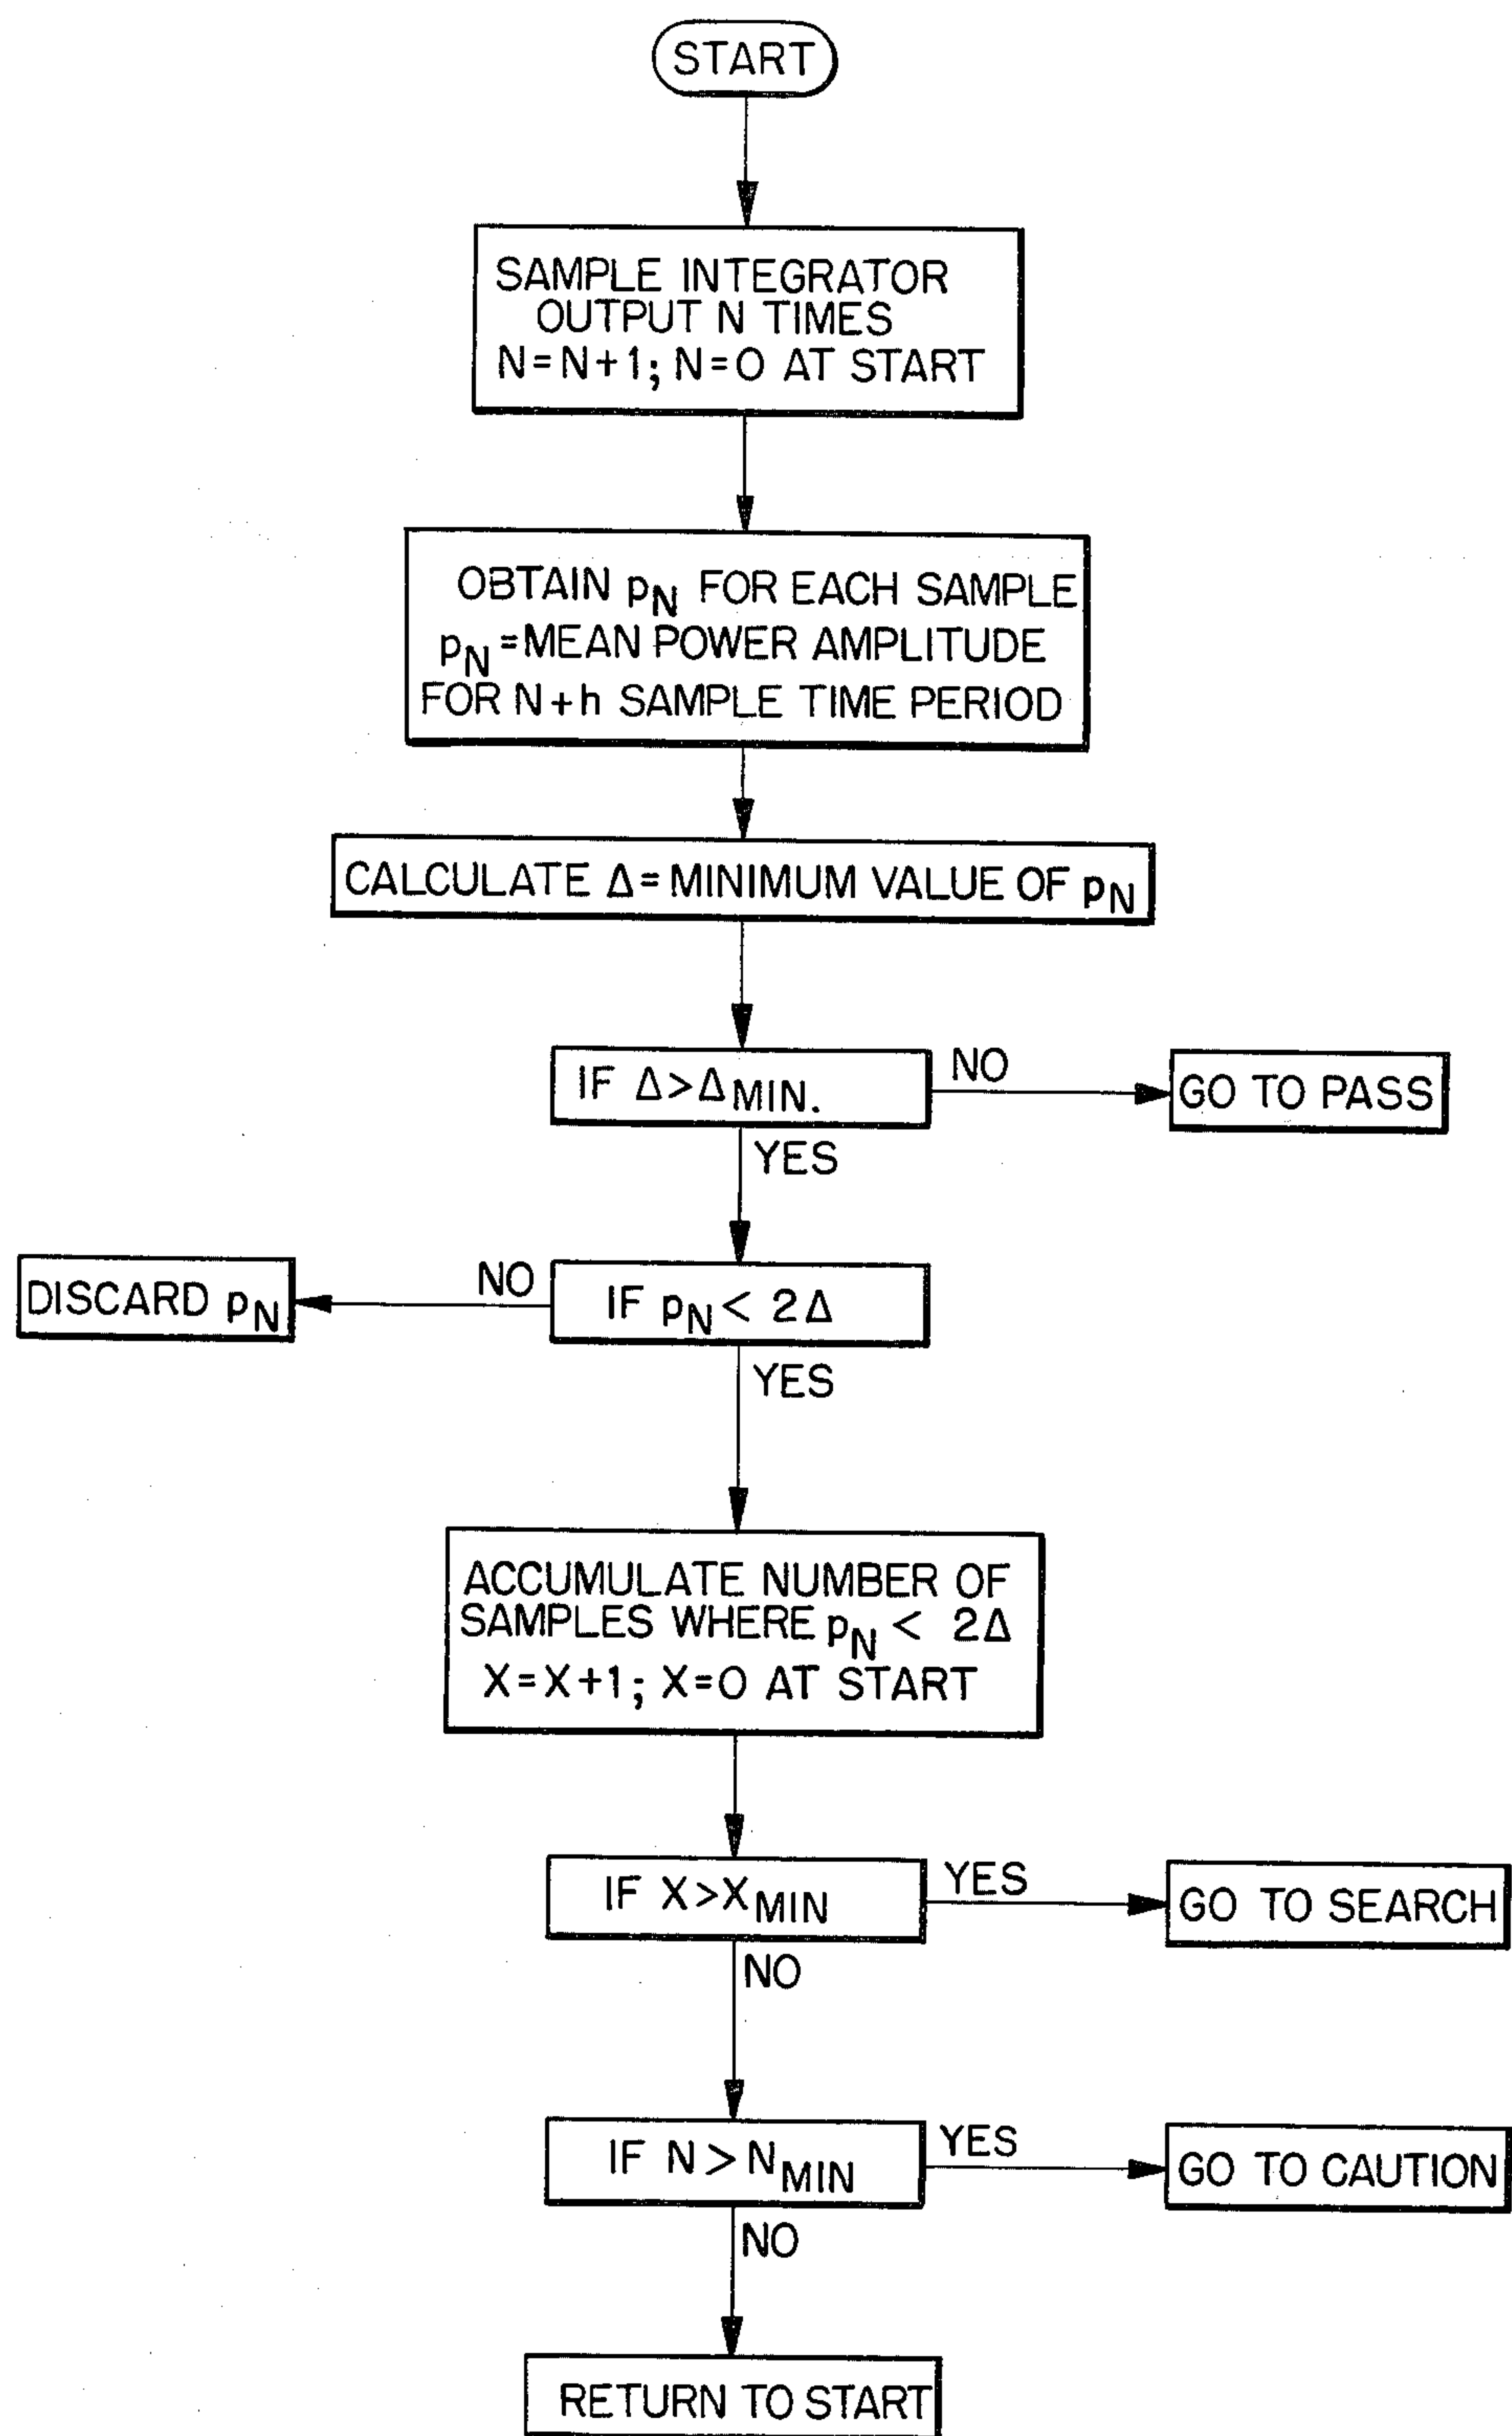 START
SAMPLE INTEGRATOR
OUTPUT N TIMES
N=N+1; N=0 AT START
OBTAIN pN FOR EACH SAMPLE
pN=MEAN POWER AMPLITUDE
FOR N+h SAMPLE TIME PERIOD
CALCULATE Δ=MINIMUM VALUE OF pN
IF Δ>ΔMIN.
NO
GO TO PASS
YES
DISCARD pN
NO
IF pN< 2Δ
YES
ACCUMULATE NUMBER OF
SAMPLES WHERE pN < 2Δ
X=X+1; X=0 AT START
IF X>XMIN
YES
GO TO SEARCH
NO
IF N>NMIN
YES
GO TO CAUTION
NO
RETURN TO START